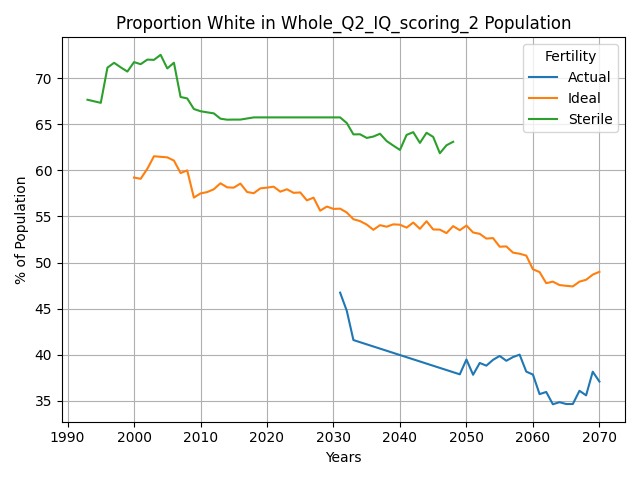 Proportion White in Whole_Q2_IQ_scoring_2 Population
Fertility
Actual
Ideal
Sterile
% of Population
70
65
60
55
50
45
40
35
1990 2000 2010 2020 2030 2040 2050 2060 2070
Years